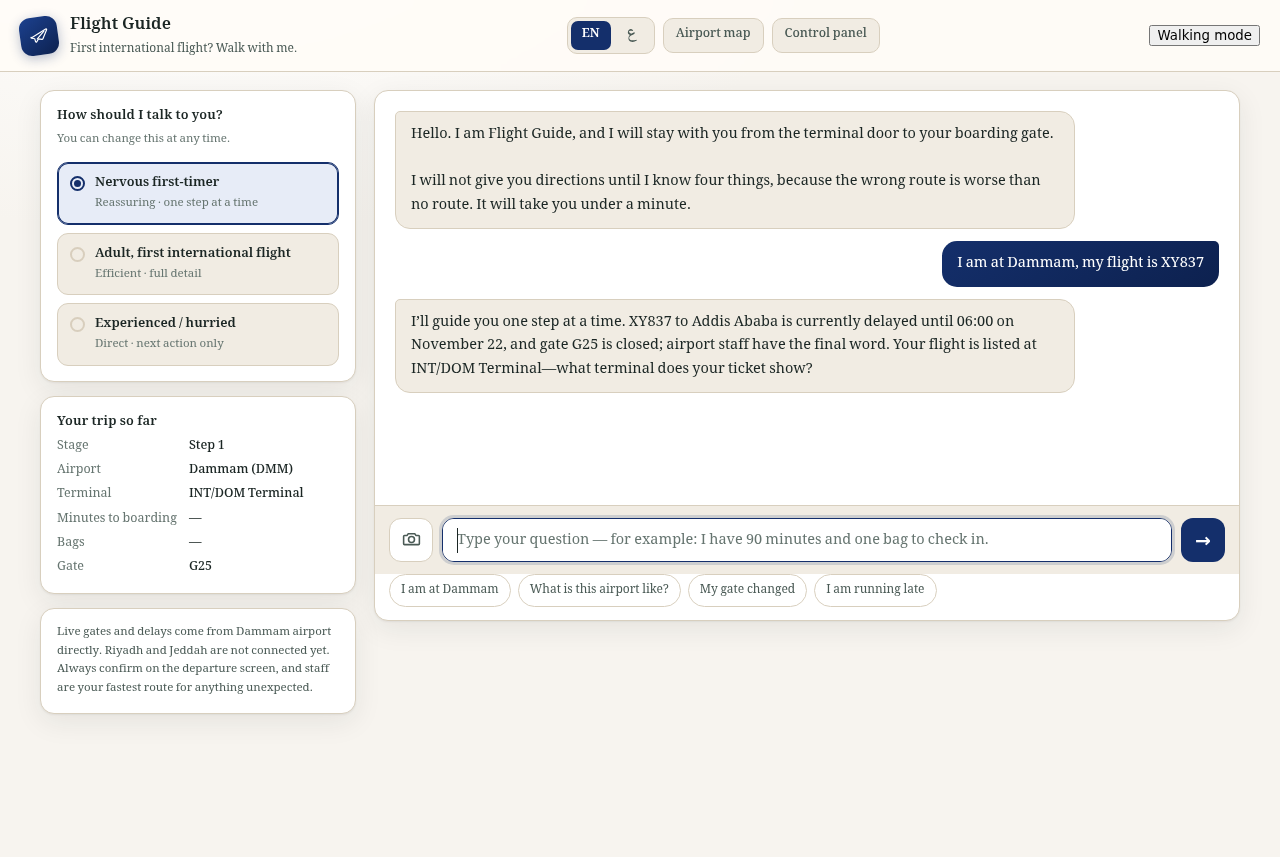 Flight Guide
First international flight? Walk with me.
EN
ع
Airport map
Control panel
Walking mode
How should I talk to you?
You can change this at any time.
Nervous first-timer
Reassuring · one step at a time
Adult, first international flight
Efficient · full detail
Experienced / hurried
Direct · next action only
Your trip so far
Stage Step 1
Airport Dammam (DMM)
Terminal INT/DOM Terminal
Minutes to boarding —
Bags —
Gate G25
Live gates and delays come from Dammam airport
directly. Riyadh and Jeddah are not connected yet.
Always confirm on the departure screen, and staff
are your fastest route for anything unexpected.
Hello. I am Flight Guide, and I will stay with you from the terminal door to your boarding gate.
I will not give you directions until I know four things, because the wrong route is worse than
no route. It will take you under a minute.
I am at Dammam, my flight is XY837
I’ll guide you one step at a time. XY837 to Addis Ababa is currently delayed until 06:00 on
November 22, and gate G25 is closed; airport staff have the final word. Your flight is listed at
INT/DOM Terminal—what terminal does your ticket show?
Type your question — for example: I have 90 minutes and one bag to check in.
→
I am at Dammam
What is this airport like?
My gate changed
I am running late